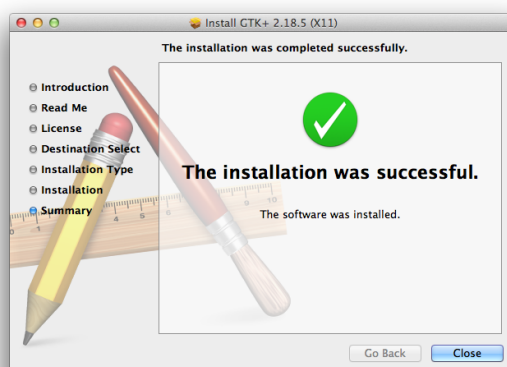 Install GTK+ 2.18.5 (X11)
The installation was completed successfully.
Introduction
Read Me
License
Destination Select
Installation Type
Installation
Summary
The installation was successful.
The software was installed.
Go Back
Close